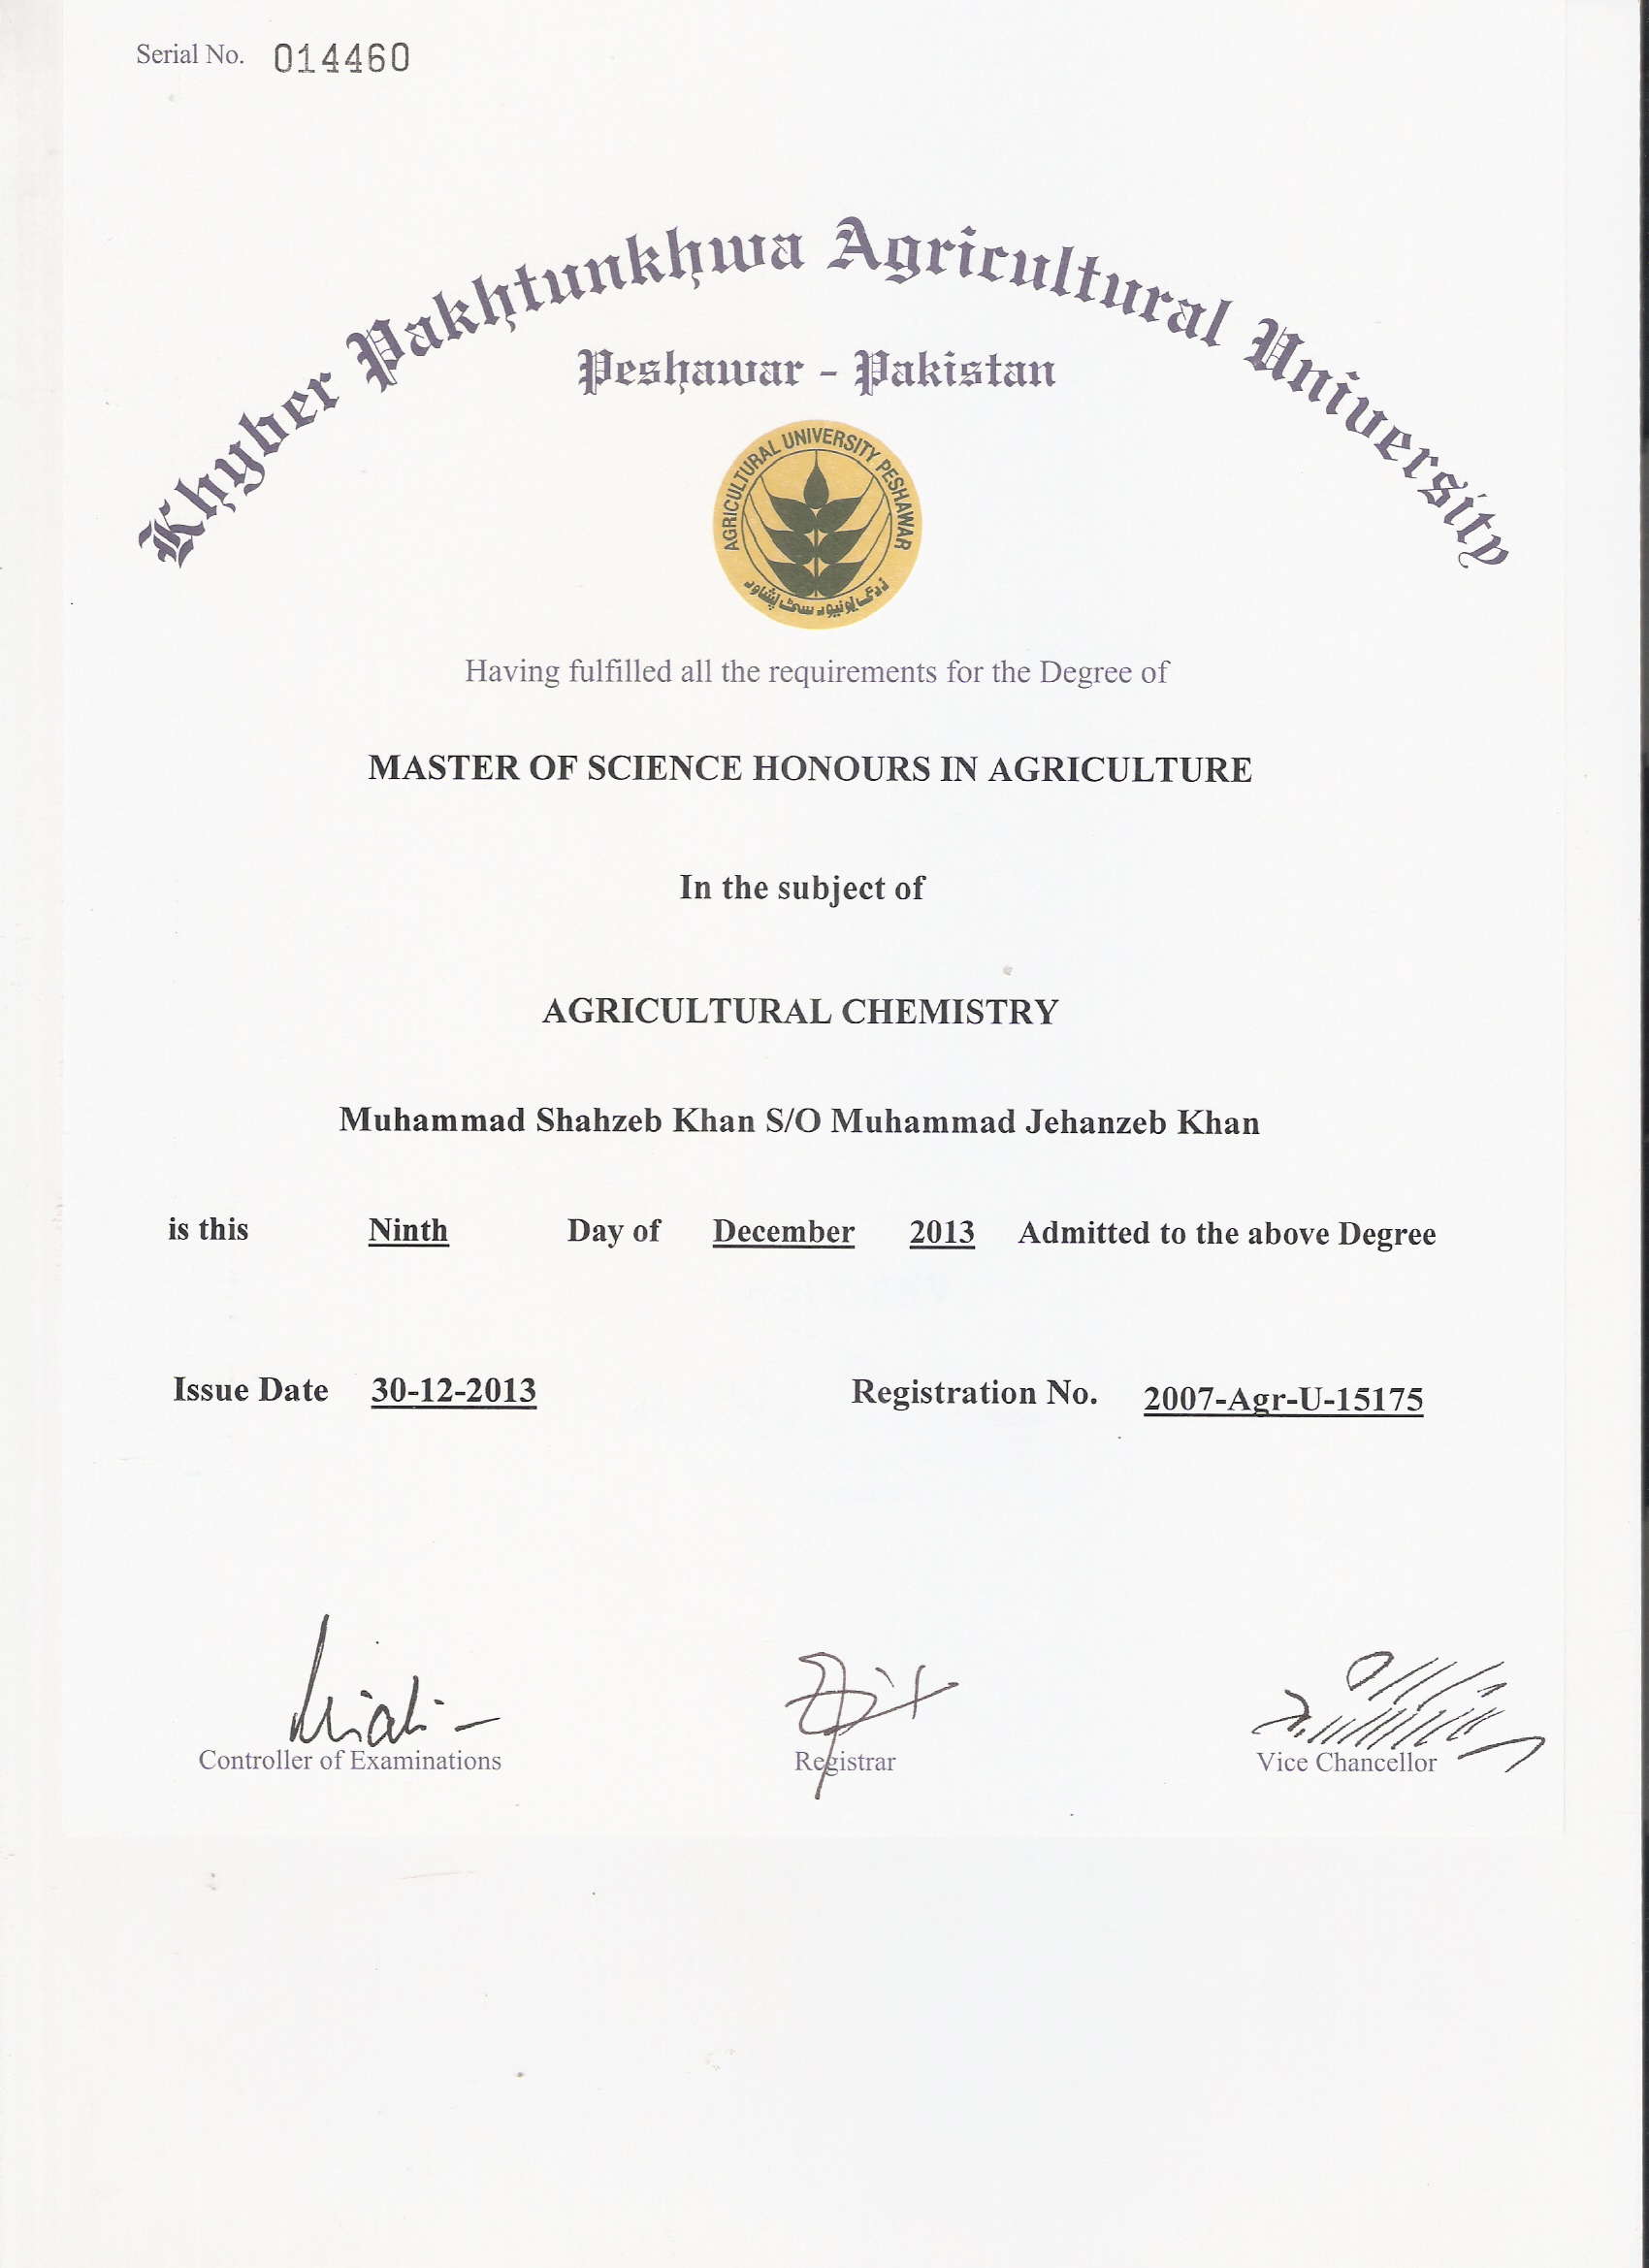 Serial No. 014460
Khyber Pakhtunkhwa Agricultural University
Peshawar - Pakistan
AGRICULTURAL UNIVERSITY PESHAWAR
زرعی یونیورسٹی پشاور
Having fulfilled all the requirements for the Degree of
MASTER OF SCIENCE HONOURS IN AGRICULTURE
In the subject of
AGRICULTURAL CHEMISTRY
Muhammad Shahzeb Khan S/O Muhammad Jehanzeb Khan
is this Ninth Day of December 2013 Admitted to the above Degree
Issue Date 30-12-2013 Registration No. 2007-Agr-U-15175
Controller of Examinations Registrar Vice Chancellor